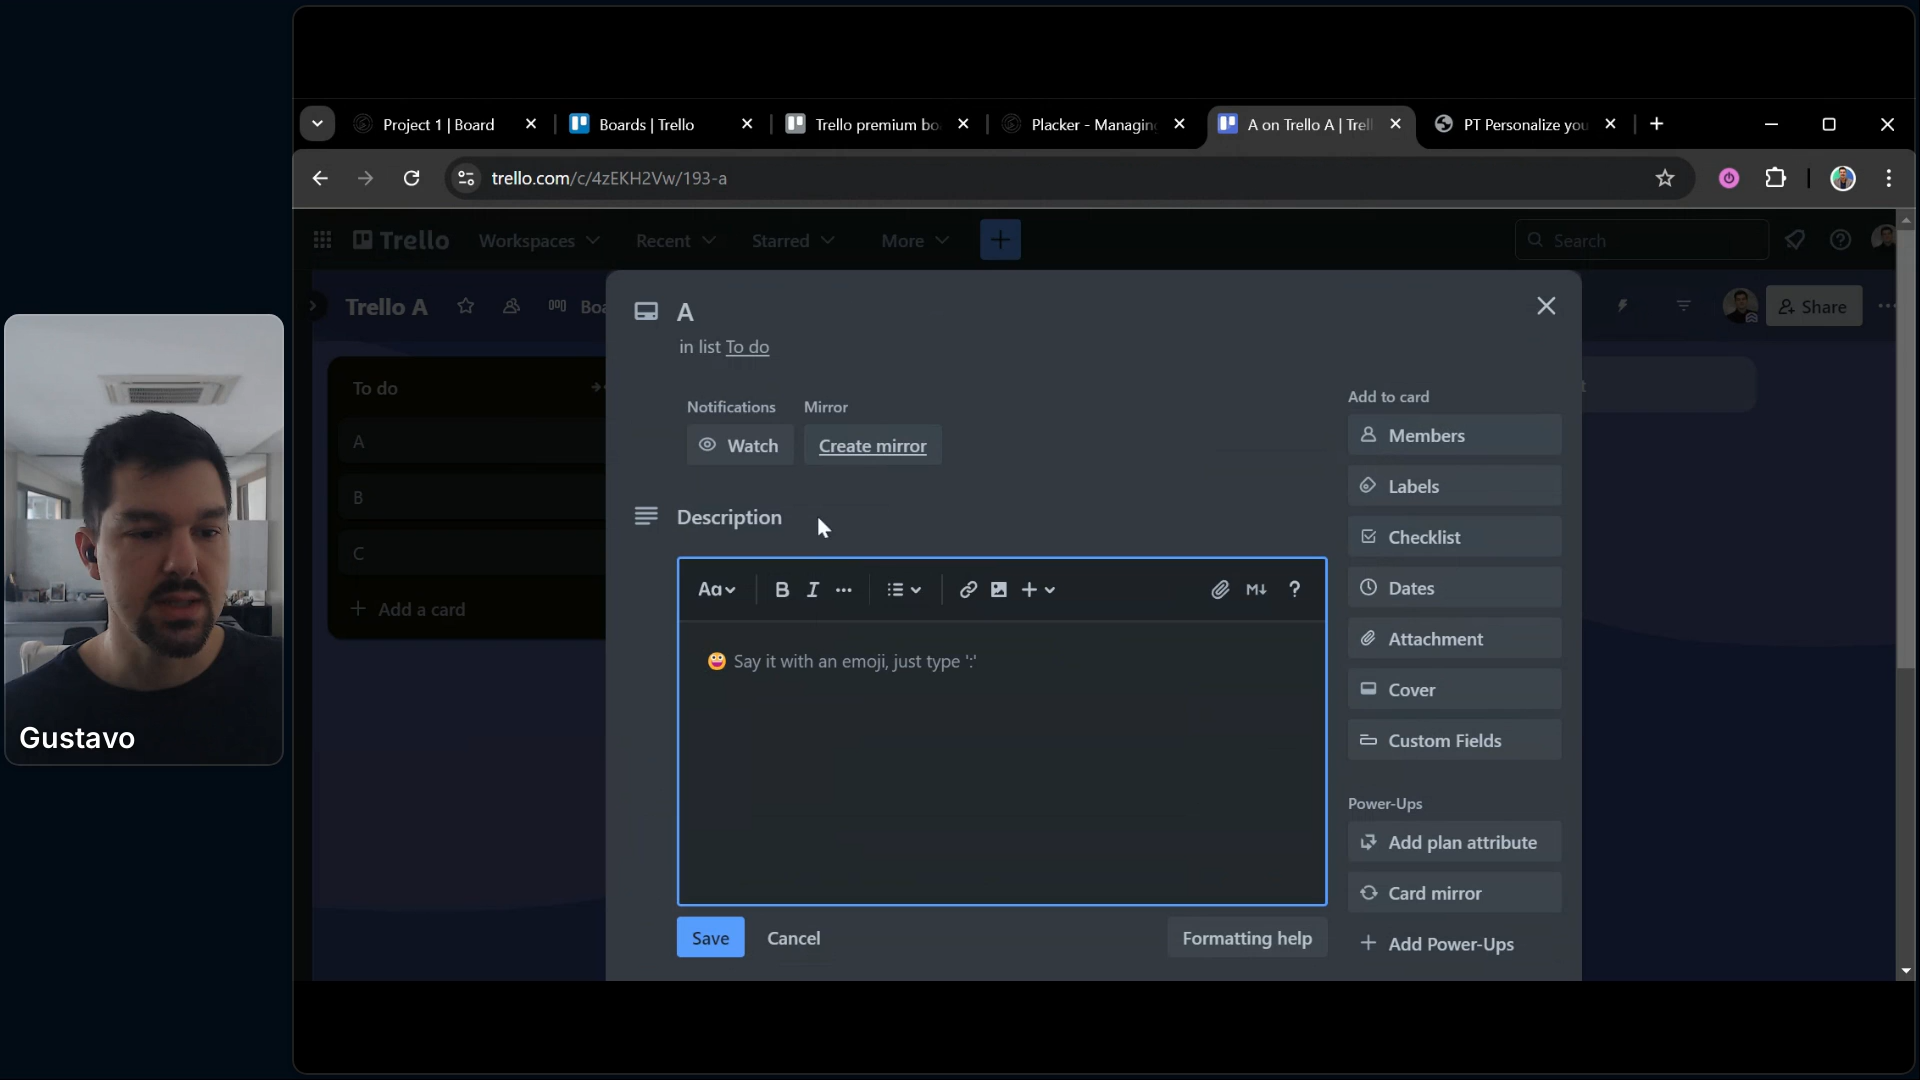 Project 1 | Board
Boards | Trello
Trello premium bo
Placker - Managing
A on Trello A | Trel
PT Personalize you
trello.com/c/4zEKH2Vw/193-a
Trello
Workspaces
Recent
Starred
More
Search
Trello A
Boa
Share
To do
A
B
C
Add a card
A
in list To do
Notifications
Mirror
Watch
Create mirror
Description
Aa
B
I
M
?
Say it with an emoji, just type ':'
Save
Cancel
Formatting help
Add to card
Members
Labels
Checklist
Dates
Attachment
Cover
Custom Fields
Power-Ups
Add plan attribute
Card mirror
Add Power-Ups
Gustavo